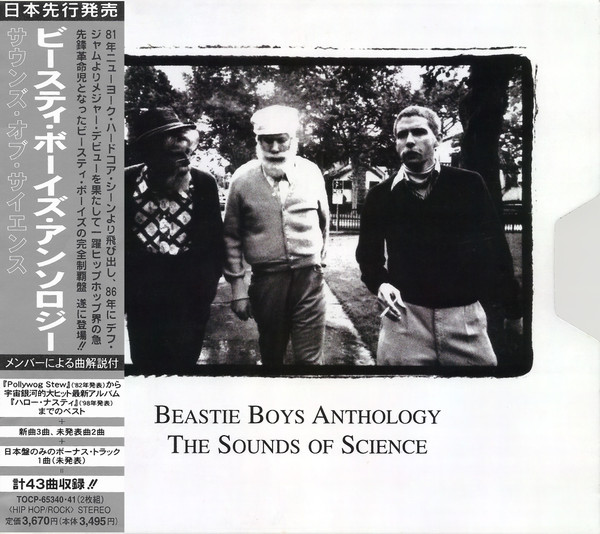 日本先行発売
ビースティ・ボーイズ・アンソロジー
サウンズ・オブ・サイエンス
81年ニューヨーク・ハードコア・シーンより飛び出し、86年にデフ・
ジャムよりメジャー・デビューを果たして一躍ヒップホップ界の急
先鋒革命児となったビースティ・ボーイズの完全制覇盤 遂に登場!!
メンバーによる曲解説付
『Pollywog Stew』('82年発表)から
宇宙銀河的大ヒット最新アルバム
『ハロー・ナスティ』('98年発表)
までのベスト
+
新曲3曲、未発表曲2曲
+
日本盤のみのボーナス・トラック
1曲(未発表)
=
計43曲収録!!
TOCP-65340・41(2枚組)
〈HIP HOP/ROCK〉 STEREO
定価3,670円(本体3,495円)
BEASTIE BOYS ANTHOLOGY
THE SOUNDS OF SCIENCE